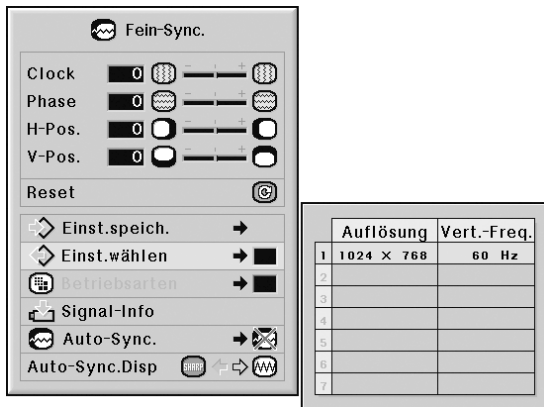 Fein-Sync.
Clock 0 − +
Phase 0 − +
H-Pos. 0 − +
V-Pos. 0 − +
Reset
Einst.speich.
Einst.wählen
Betriebsarten
Signal-Info
Auto-Sync.
Auto-Sync.Disp SHARP
Auflösung Vert.-Freq.
1 1024 × 768 60 Hz
2
3
4
5
6
7